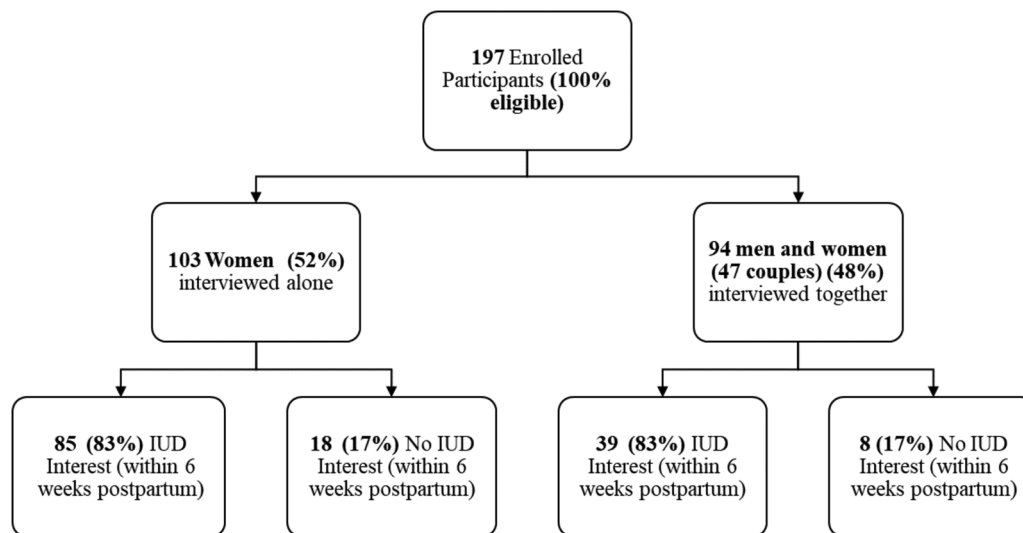 197 Enrolled
Participants (100%
eligible)
103 Women (52%)
interviewed alone
94 men and women
(47 couples) (48%)
interviewed together
85 (83%) IUD
Interest (within 6
weeks postpartum)
18 (17%) No IUD
Interest (within 6
weeks postpartum)
39 (83%) IUD
Interest (within 6
weeks postpartum)
8 (17%) No IUD
Interest (within 6
weeks postpartum)